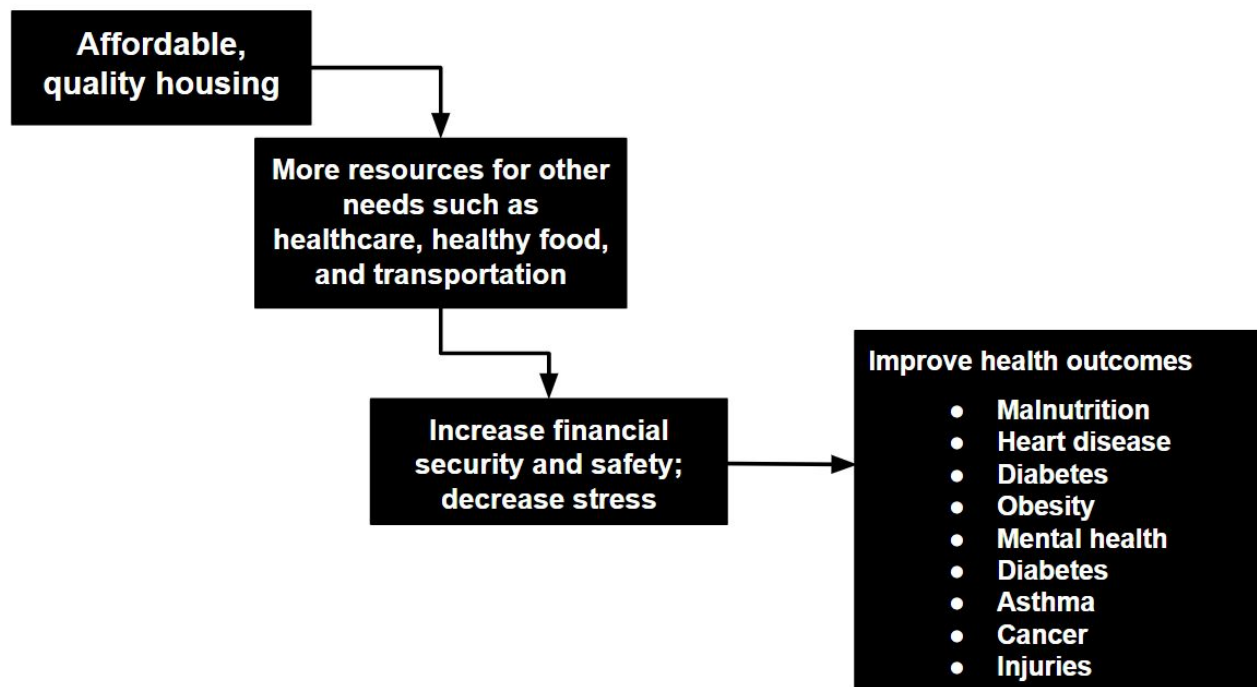 Affordable,
quality housing
More resources for other
needs such as
healthcare, healthy food,
and transportation
Increase financial
security and safety;
decrease stress
Improve health outcomes
● Malnutrition
● Heart disease
● Diabetes
● Obesity
● Mental health
● Diabetes
● Asthma
● Cancer
● Injuries